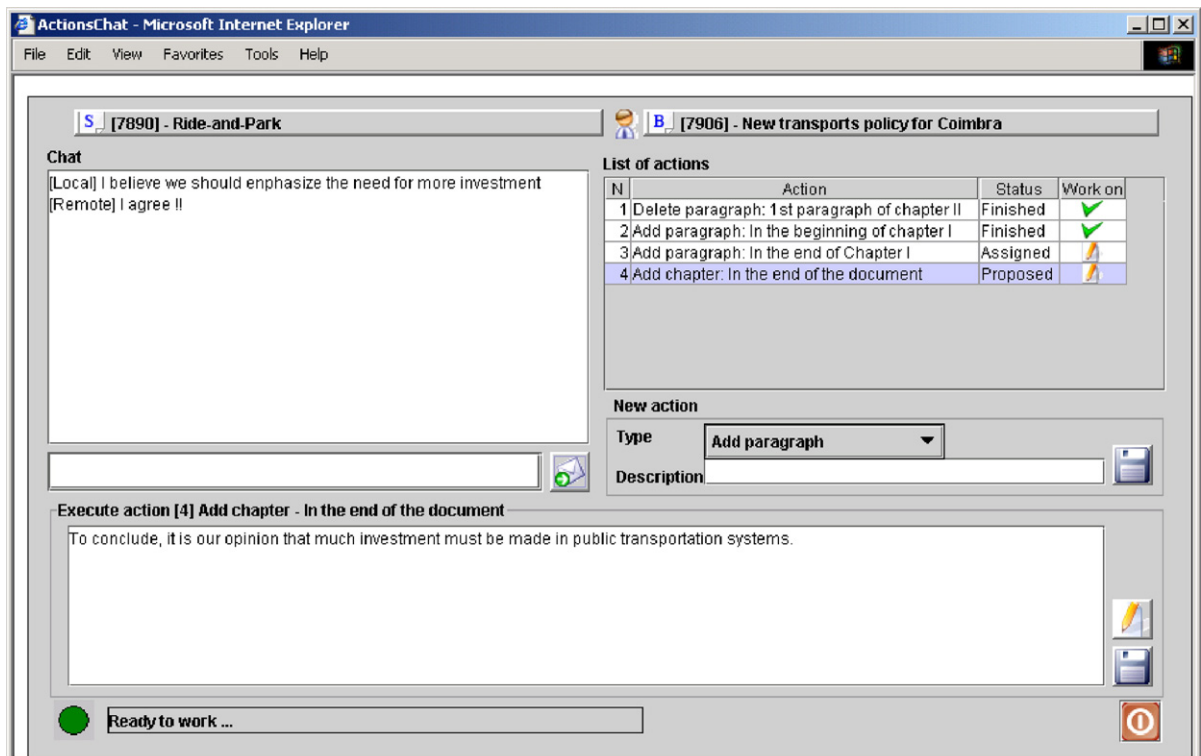 ActionsChat - Microsoft Internet Explorer
File Edit View Favorites Tools Help
S [7890] - Ride-and-Park
B [7906] - New transports policy for Coimbra
Chat
[Local] I believe we should enphasize the need for more investment
[Remote] I agree !!
List of actions
N Action Status Work on
1 Delete paragraph: 1st paragraph of chapter II Finished
2 Add paragraph: In the beginning of chapter I Finished
3 Add paragraph: In the end of Chapter I Assigned
4 Add chapter: In the end of the document Proposed
New action
Type Add paragraph
Description
Execute action [4] Add chapter - In the end of the document
To conclude, it is our opinion that much investment must be made in public transportation systems.
Ready to work ...